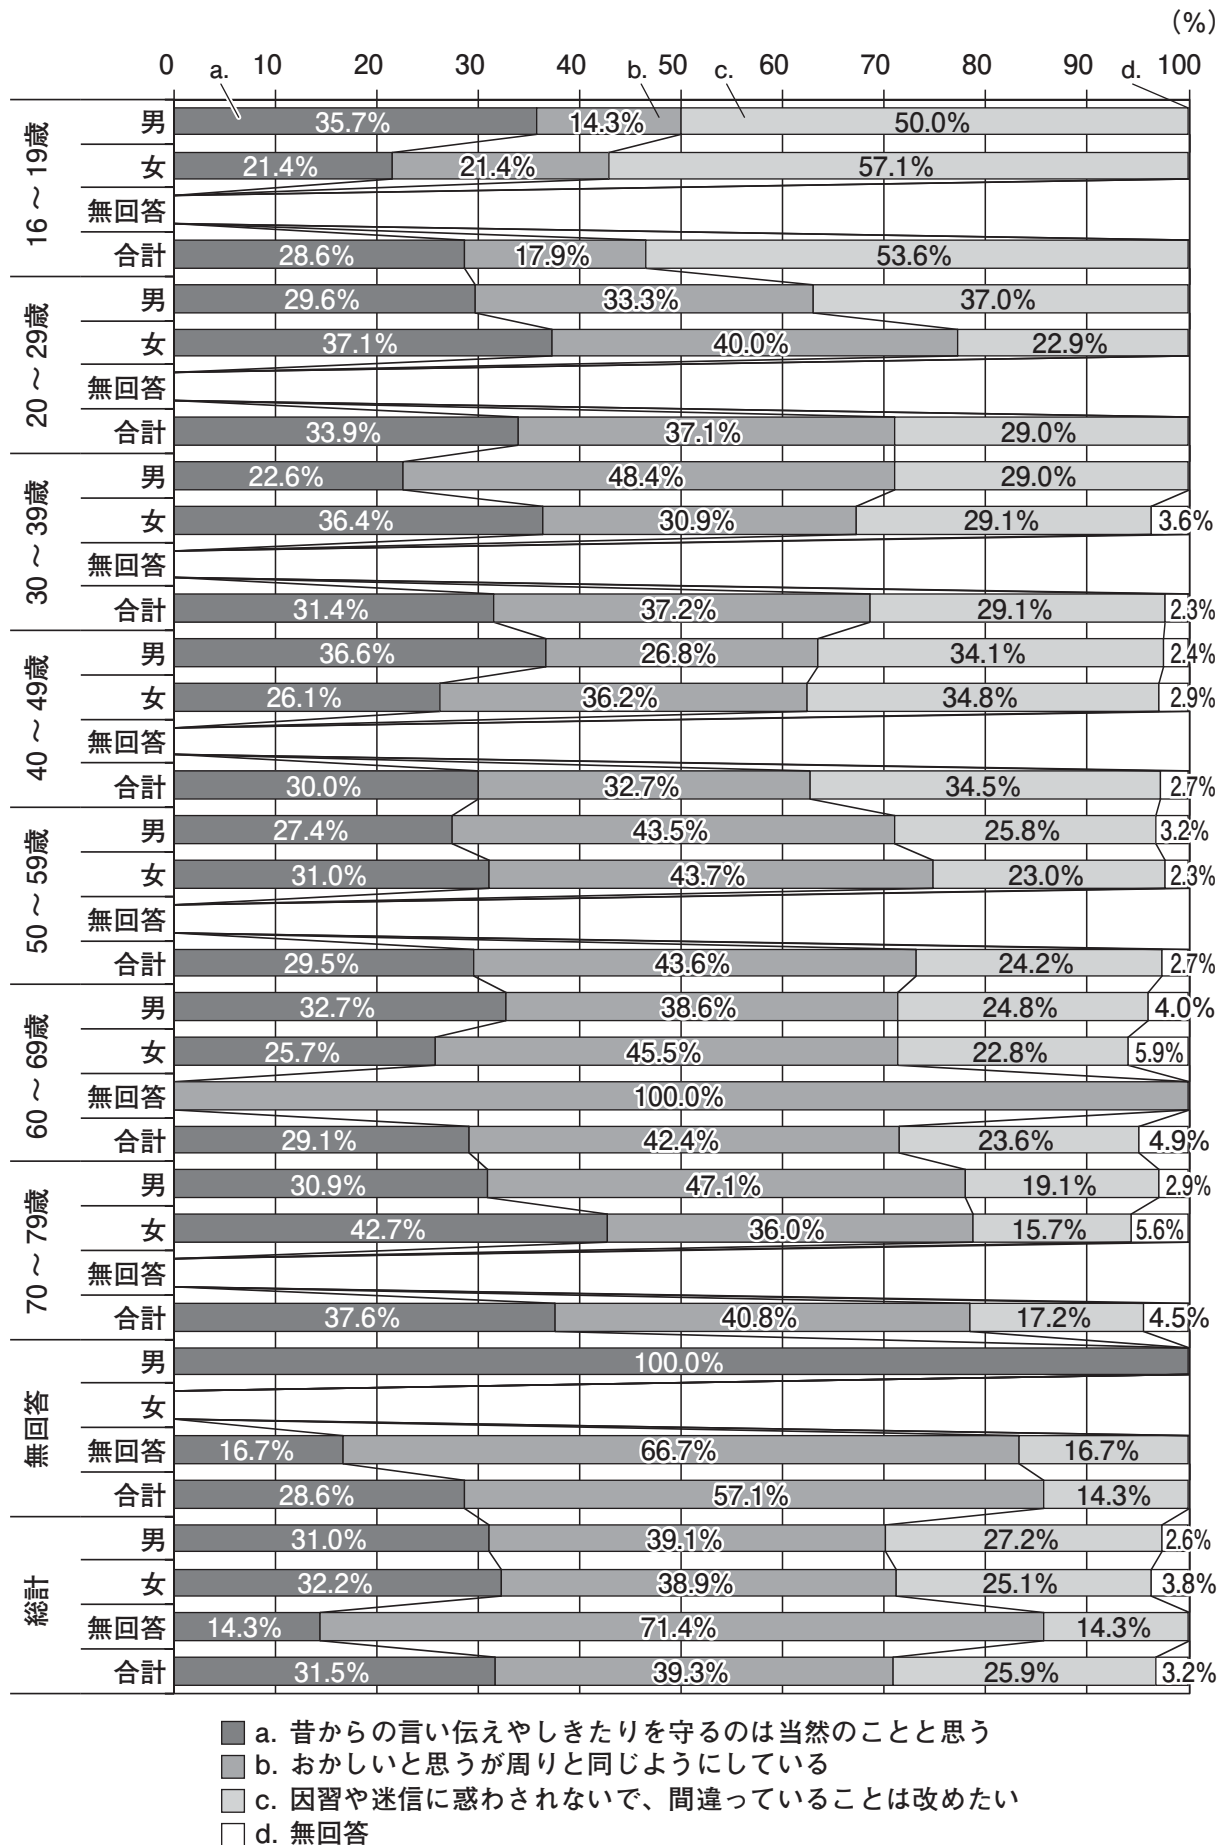 (%)
0 a. 10 20 30 40 b. 50 c. 60 70 80 90 d. 100
16～19歳
男 35.7% 14.3% 50.0%
女 21.4% 21.4% 57.1%
無回答
合計 28.6% 17.9% 53.6%
20～29歳
男 29.6% 33.3% 37.0%
女 37.1% 40.0% 22.9%
無回答
合計 33.9% 37.1% 29.0%
30～39歳
男 22.6% 48.4% 29.0%
女 36.4% 30.9% 29.1% 3.6%
無回答
合計 31.4% 37.2% 29.1% 2.3%
40～49歳
男 36.6% 26.8% 34.1% 2.4%
女 26.1% 36.2% 34.8% 2.9%
無回答
合計 30.0% 32.7% 34.5% 2.7%
50～59歳
男 27.4% 43.5% 25.8% 3.2%
女 31.0% 43.7% 23.0% 2.3%
無回答
合計 29.5% 43.6% 24.2% 2.7%
60～69歳
男 32.7% 38.6% 24.8% 4.0%
女 25.7% 45.5% 22.8% 5.9%
無回答 100.0%
合計 29.1% 42.4% 23.6% 4.9%
70～79歳
男 30.9% 47.1% 19.1% 2.9%
女 42.7% 36.0% 15.7% 5.6%
無回答
合計 37.6% 40.8% 17.2% 4.5%
無回答
男 100.0%
女
無回答 16.7% 66.7% 16.7%
合計 28.6% 57.1% 14.3%
総計
男 31.0% 39.1% 27.2% 2.6%
女 32.2% 38.9% 25.1% 3.8%
無回答 14.3% 71.4% 14.3%
合計 31.5% 39.3% 25.9% 3.2%
a. 昔からの言い伝えやしきたりを守るのは当然のことと思う
b. おかしいと思うが周りと同じようにしている
c. 因習や迷信に惑わされないで、間違っていることは改めたい
d. 無回答